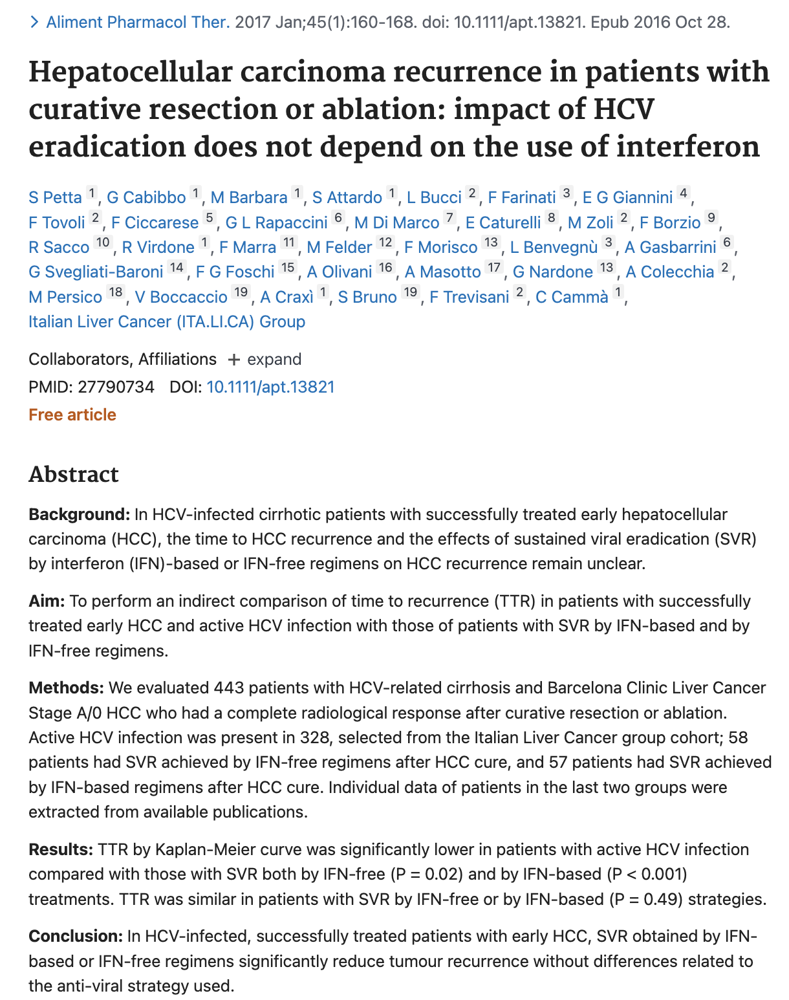 > Aliment Pharmacol Ther. 2017 Jan;45(1):160-168. doi: 10.1111/apt.13821. Epub 2016 Oct 28.
Hepatocellular carcinoma recurrence in patients with
curative resection or ablation: impact of HCV
eradication does not depend on the use of interferon
S Petta 1, G Cabibbo 1, M Barbara 1, S Attardo 1, L Bucci 2, F Farinati 3, E G Giannini 4,
F Tovoli 2, F Ciccarese 5, G L Rapaccini 6, M Di Marco 7, E Caturelli 8, M Zoli 2, F Borzio 9,
R Sacco 10, R Virdone 1, F Marra 11, M Felder 12, F Morisco 13, L Benvegnù 3, A Gasbarrini 6,
G Svegliati-Baroni 14, F G Foschi 15, A Olivani 16, A Masotto 17, G Nardone 13, A Colecchia 2,
M Persico 18, V Boccaccio 19, A Craxì 1, S Bruno 19, F Trevisani 2, C Cammà 1,
Italian Liver Cancer (ITA.LI.CA) Group
Collaborators, Affiliations + expand
PMID: 27790734 DOI: 10.1111/apt.13821
Free article
Abstract
Background: In HCV-infected cirrhotic patients with successfully treated early hepatocellular
carcinoma (HCC), the time to HCC recurrence and the effects of sustained viral eradication (SVR)
by interferon (IFN)-based or IFN-free regimens on HCC recurrence remain unclear.
Aim: To perform an indirect comparison of time to recurrence (TTR) in patients with successfully
treated early HCC and active HCV infection with those of patients with SVR by IFN-based and by
IFN-free regimens.
Methods: We evaluated 443 patients with HCV-related cirrhosis and Barcelona Clinic Liver Cancer
Stage A/0 HCC who had a complete radiological response after curative resection or ablation.
Active HCV infection was present in 328, selected from the Italian Liver Cancer group cohort; 58
patients had SVR achieved by IFN-free regimens after HCC cure, and 57 patients had SVR achieved
by IFN-based regimens after HCC cure. Individual data of patients in the last two groups were
extracted from available publications.
Results: TTR by Kaplan-Meier curve was significantly lower in patients with active HCV infection
compared with those with SVR both by IFN-free (P = 0.02) and by IFN-based (P < 0.001)
treatments. TTR was similar in patients with SVR by IFN-free or by IFN-based (P = 0.49) strategies.
Conclusion: In HCV-infected, successfully treated patients with early HCC, SVR obtained by IFN-
based or IFN-free regimens significantly reduce tumour recurrence without differences related to
the anti-viral strategy used.